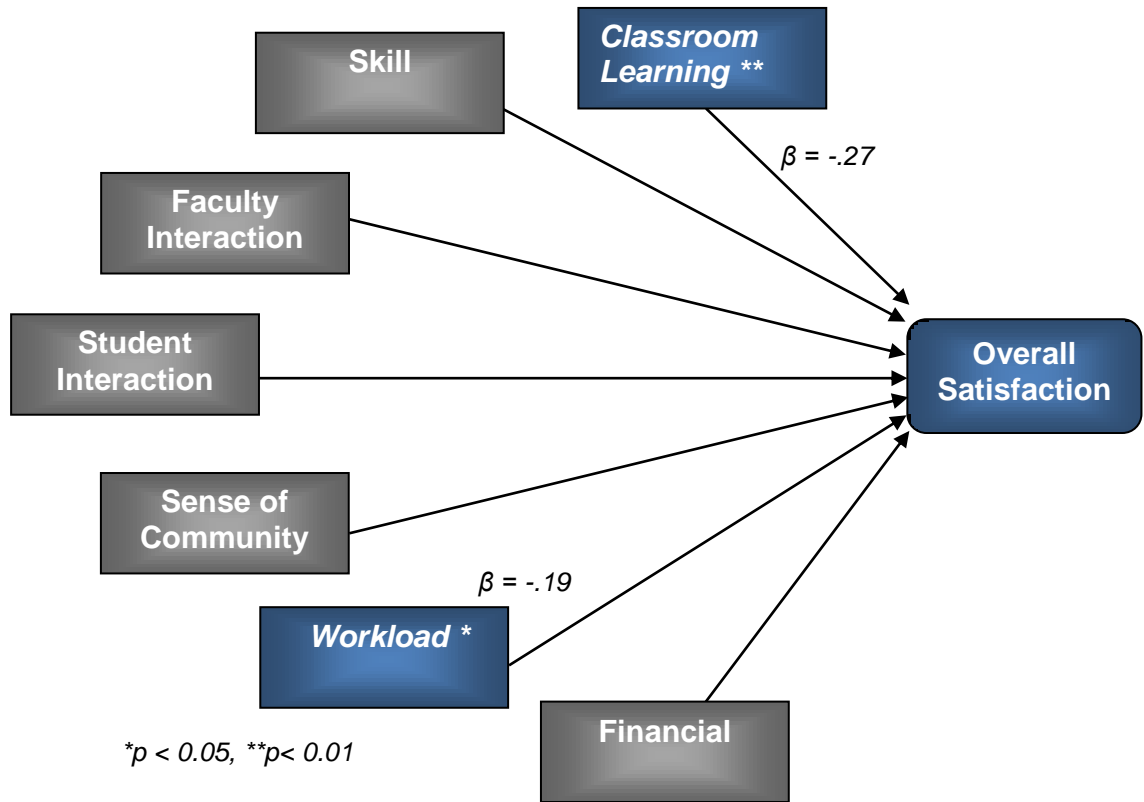 Classroom
Learning **
Skill
β = -.27
Faculty
Interaction
Student
Interaction
Overall
Satisfaction
Sense of
Community
β = -.19
Workload *
Financial
*p < 0.05, **p< 0.01